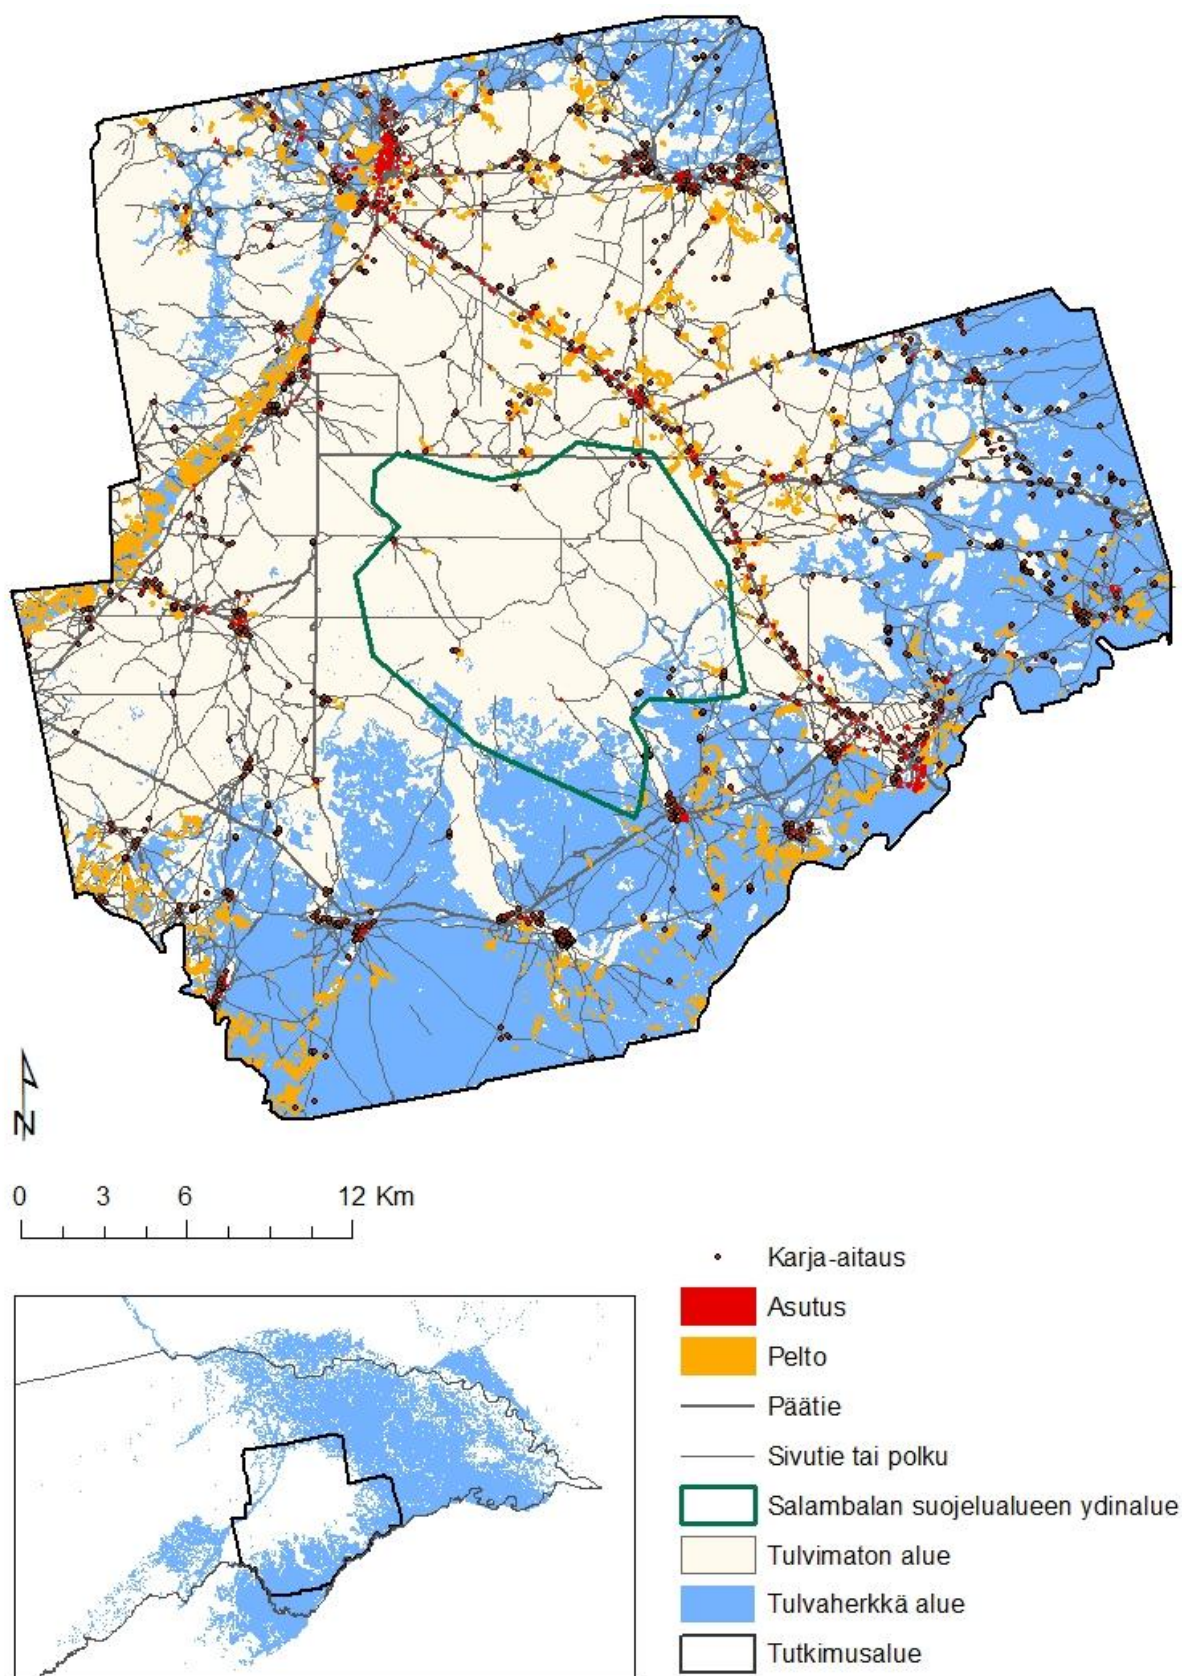 N
0 3 6 12 Km
Karja-aitaus
Asutus
Pelto
Päätie
Sivutie tai polku
Salambalan suojelualueen ydinalue
Tulvimaton alue
Tulvaherkkä alue
Tutkimusalue